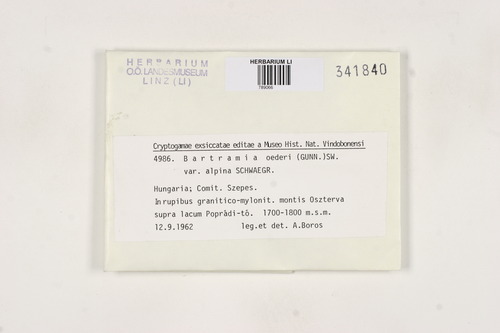 HERBARIUM
O.Ö. LANDESMUSEUM
LINZ (LI)
HERBARIUM LI
789066
341840
Cryptogamae exsiccatae editae a Museo Hist. Nat. Vindobonensi
4986. Bartramia oederi (GUNN.)SW.
var. alpina SCHWAEGR.
Hungaria; Comit. Szepes.
In rupibus granitico-mylonit. montis Oszterva
supra lacum Poprádi-tó. 1700-1800 m.s.m.
12.9.1962 leg.et det. A.Boros